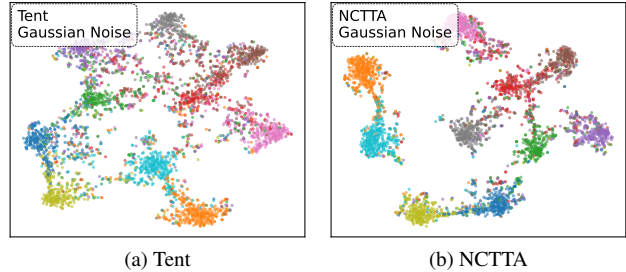 Tent
Gaussian Noise
NCTTA
Gaussian Noise
(a) Tent
(b) NCTTA